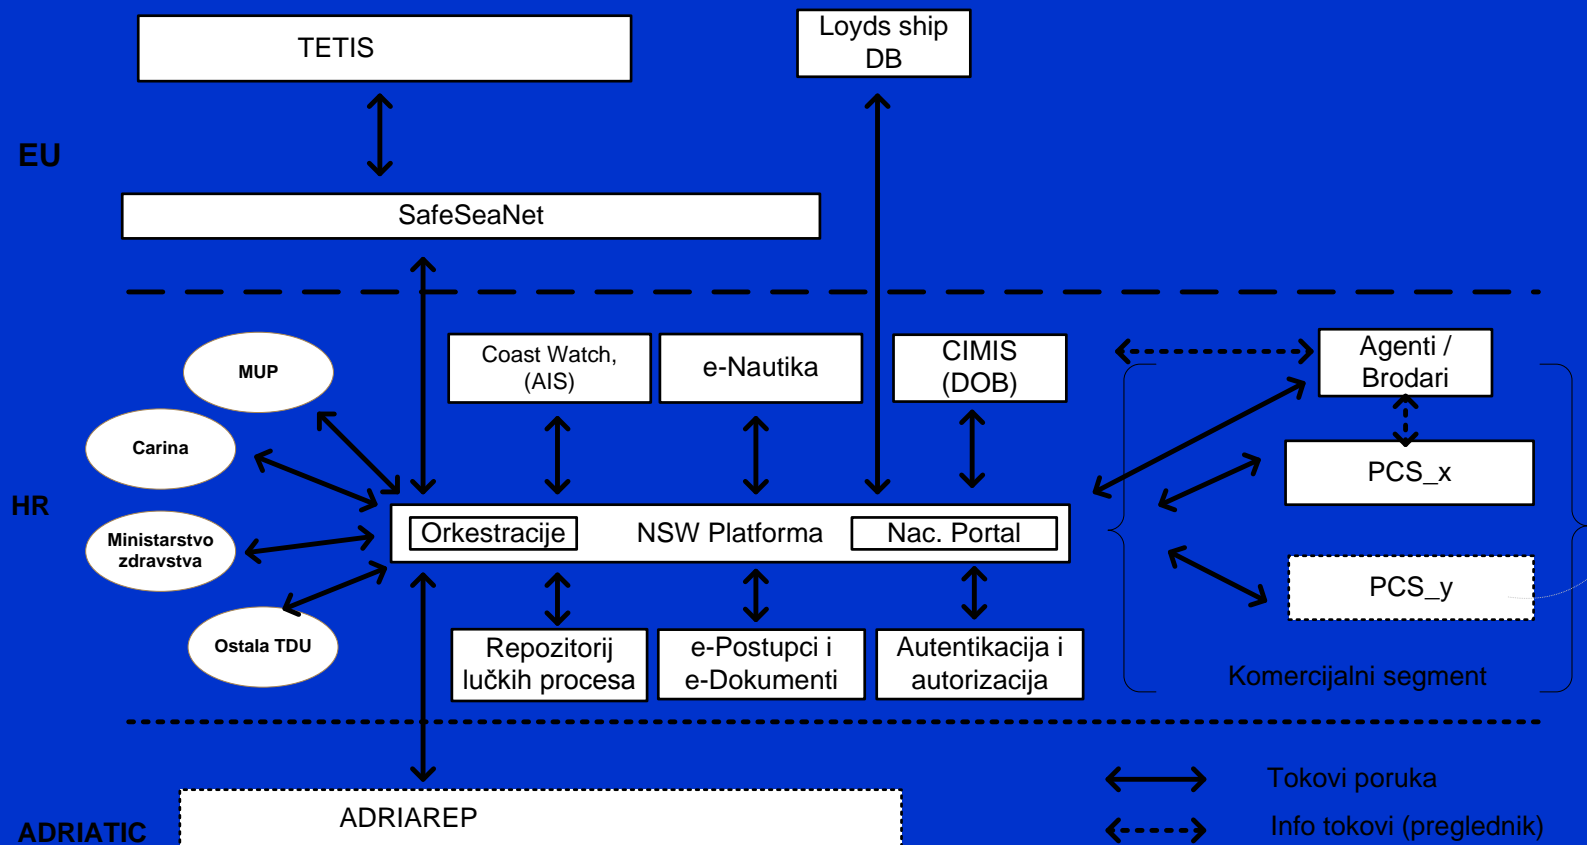 TETIS
Loyds ship
DB
EU
SafeSeaNet
MUP
Coast Watch,
(AIS)
e-Nautika
CIMIS
(DOB)
Agenti /
Brodari
Carina
PCS_x
HR
Ministarstvo
zdravstva
Orkestracije
NSW Platforma
Nac. Portal
PCS_y
Ostala TDU
Repozitorij
lučkih procesa
e-Postupci i
e-Dokumenti
Autentikacija i
autorizacija
Komercijalni segment
ADRIATIC
ADRIAREP
Tokovi poruka
Info tokovi (preglednik)